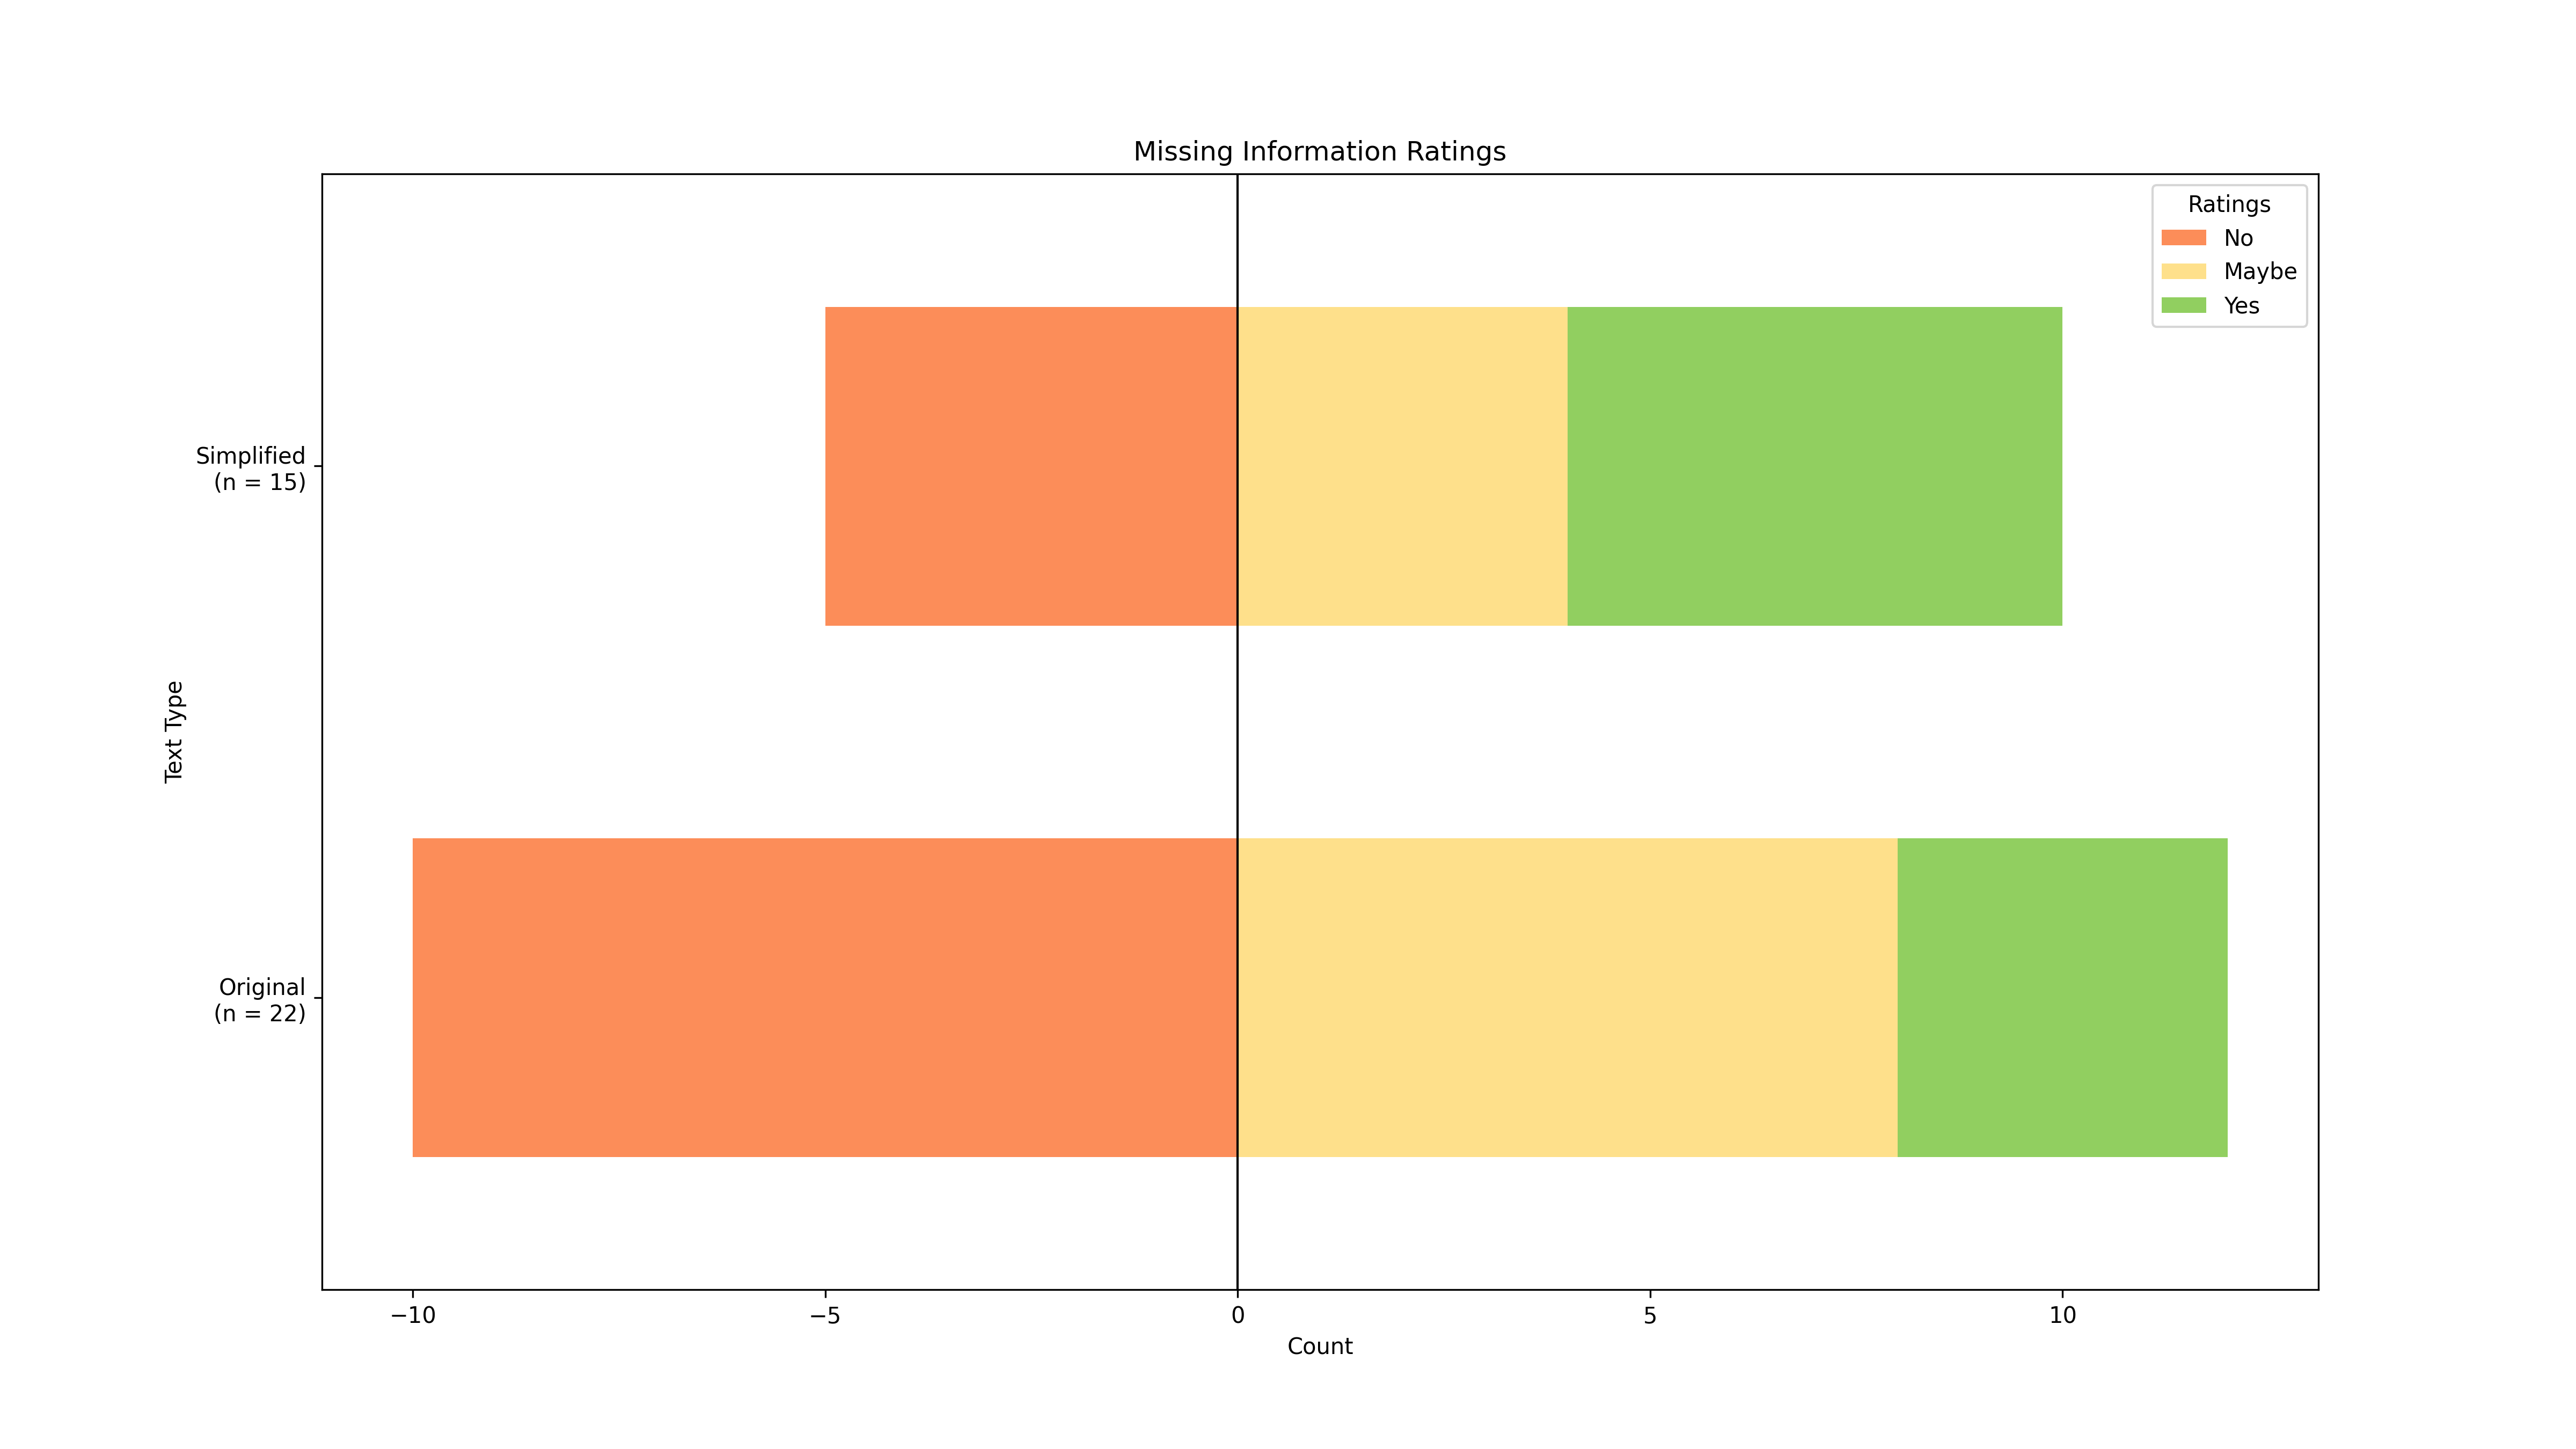 Missing Information Ratings
Ratings
No
Maybe
Yes
Simplified
(n = 15)
Text Type
Original
(n = 22)
−10
−5
0
5
10
Count